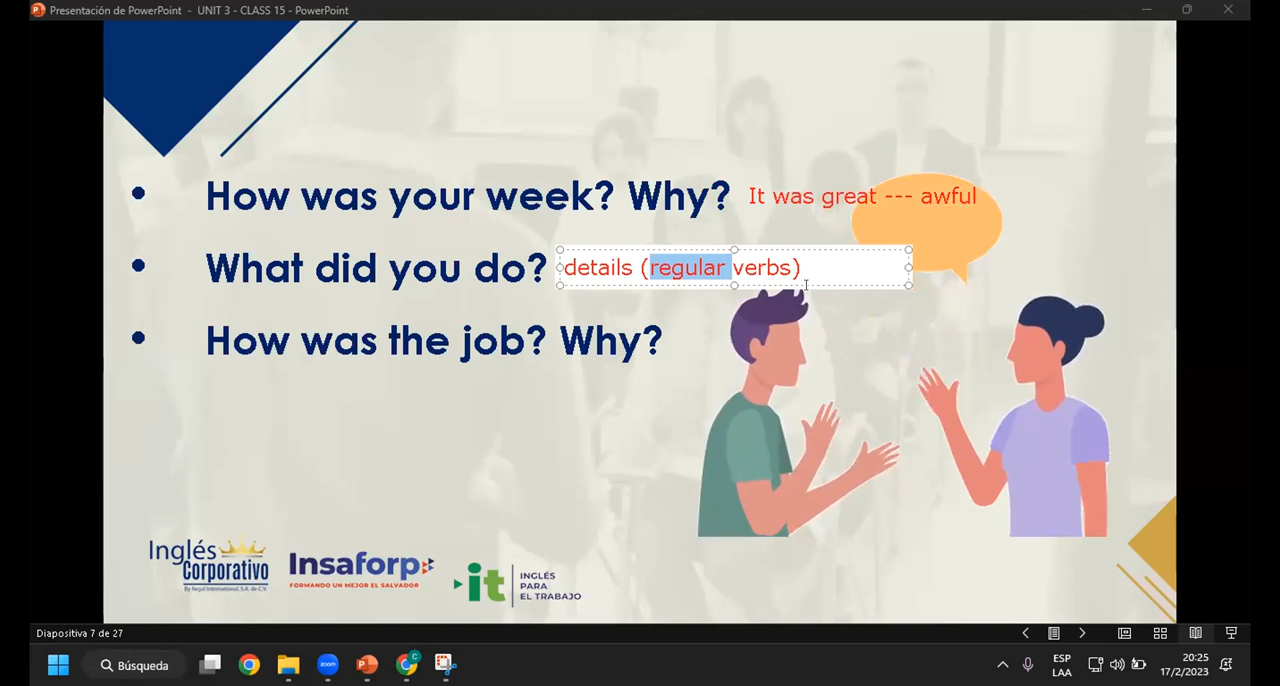 Presentación de PowerPoint - UNIT 3 - CLASS 15 - PowerPoint
• How was your week? Why? It was great --- awful
• What did you do? details (regular verbs)
• How was the job? Why?
Inglés
Corporativo
By Regal International, S.A. de C.V.
Insaforp
FORMANDO UN MEJOR EL SALVADOR
it
INGLÉS
PARA
EL TRABAJO
Diapositiva 7 de 27
Búsqueda
zoom
C
ESP
LAA
20:25
17/2/2023